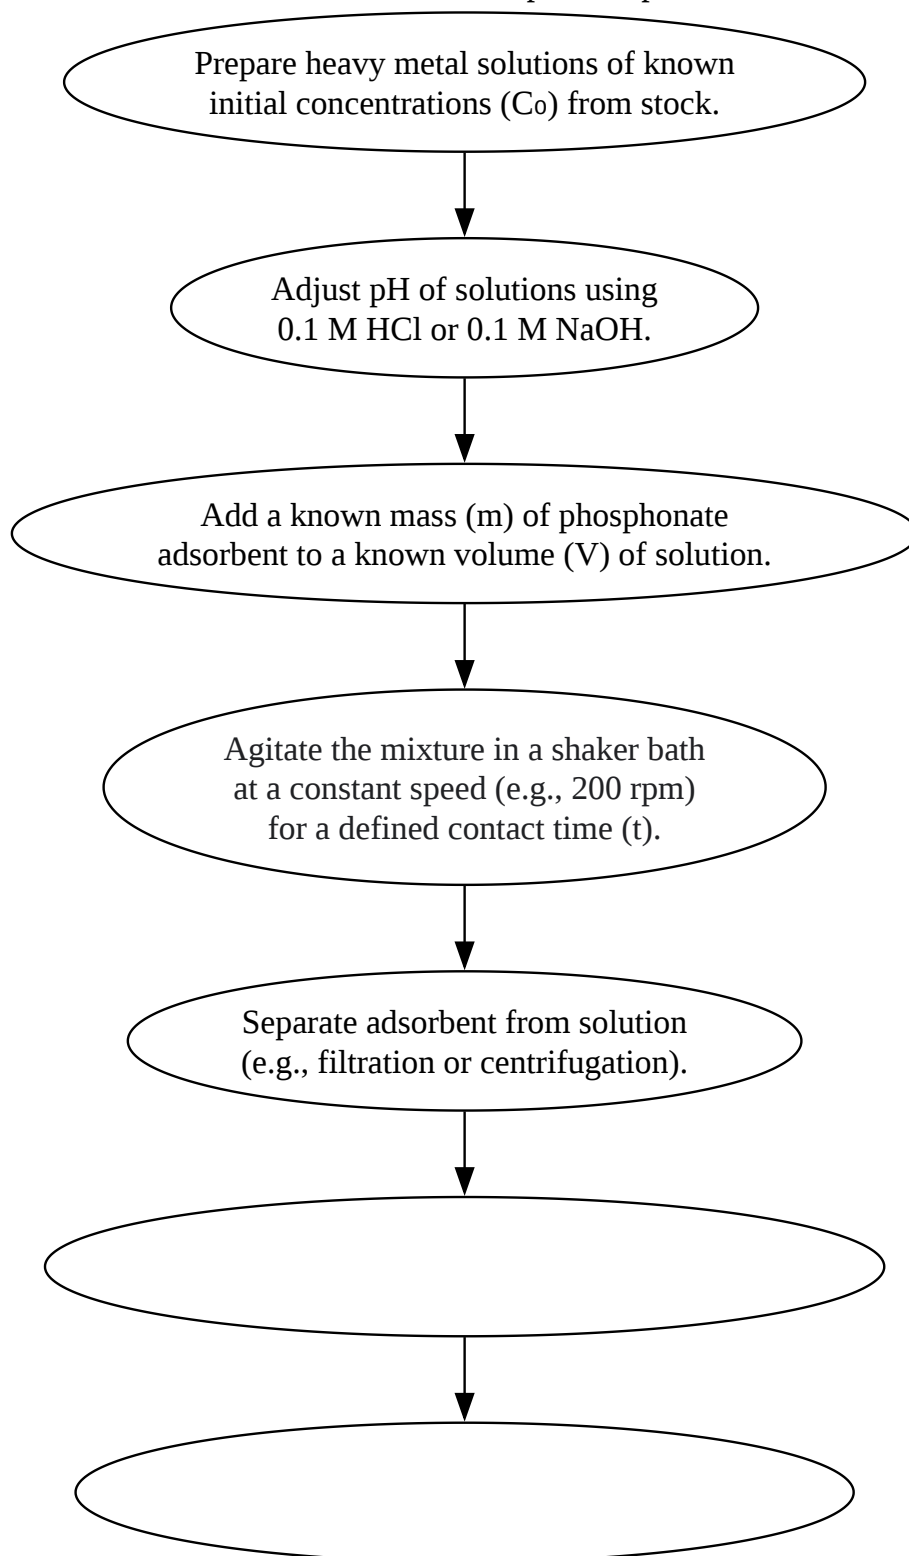 Prepare heavy metal solutions of known
initial concentrations (C₀) from stock.
Adjust pH of solutions using
0.1 M HCl or 0.1 M NaOH.
Add a known mass (m) of phosphonate
adsorbent to a known volume (V) of solution.
Agitate the mixture in a shaker bath
at a constant speed (e.g., 200 rpm)
for a defined contact time (t).
Separate adsorbent from solution
(e.g., filtration or centrifugation).